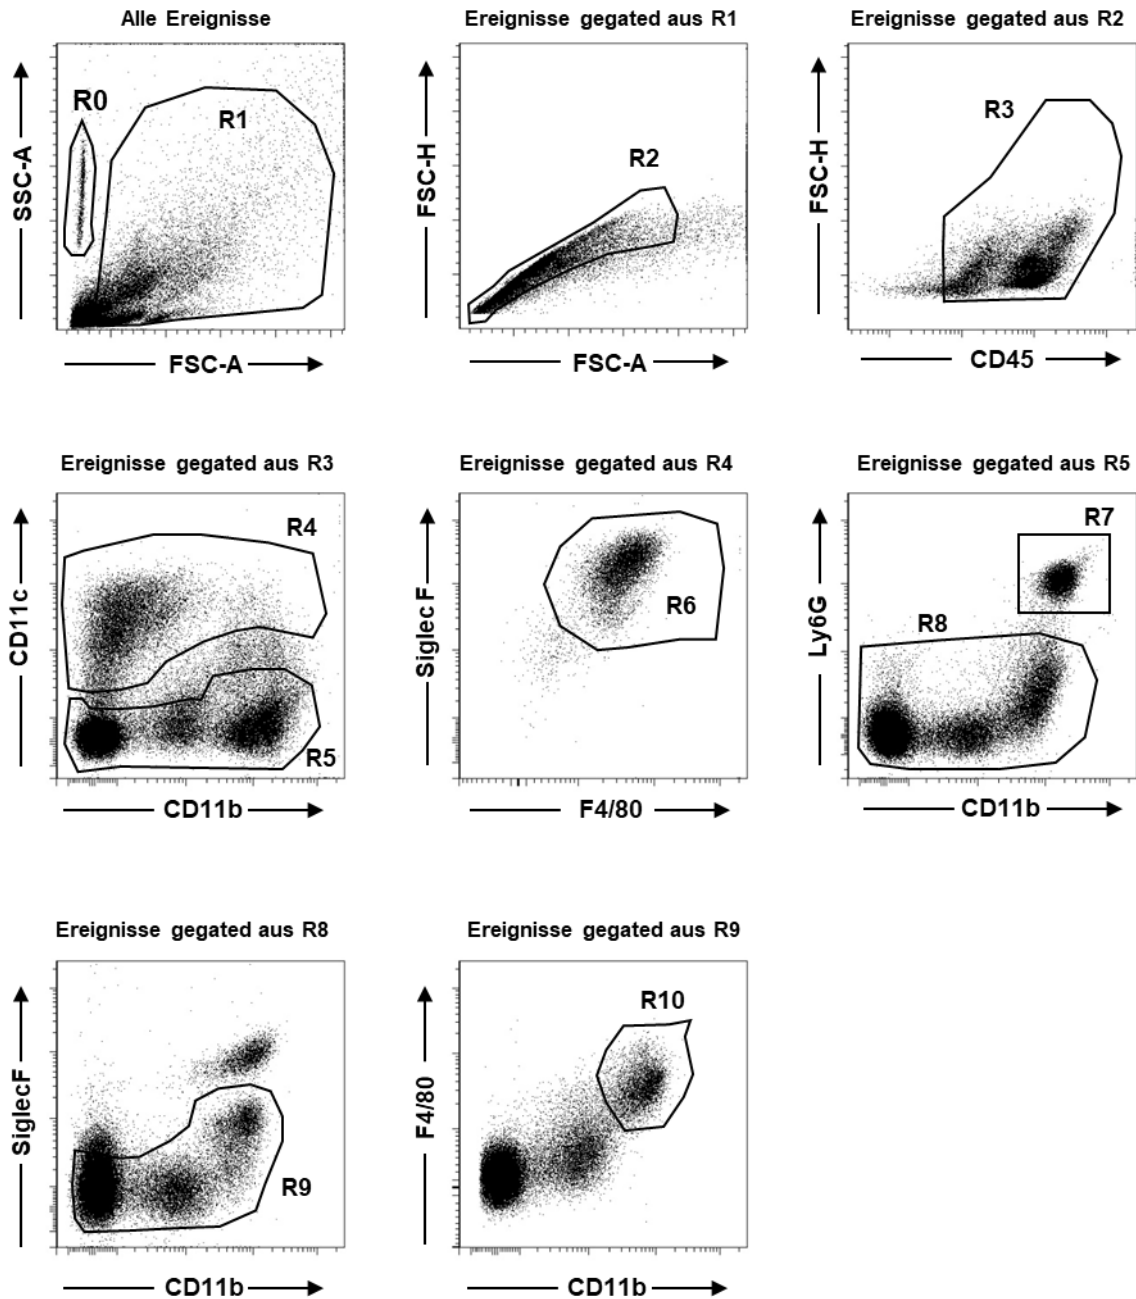 Alle Ereignisse
Ereignisse gegated aus R1
Ereignisse gegated aus R2
SSC-A
R0
R1
FSC-A
FSC-H
R2
FSC-A
FSC-H
R3
CD45
Ereignisse gegated aus R3
Ereignisse gegated aus R4
Ereignisse gegated aus R5
CD11c
R4
R5
CD11b
Siglec F
R6
F4/80
Ly6G
R7
R8
CD11b
Ereignisse gegated aus R8
Ereignisse gegated aus R9
SiglecF
R9
CD11b
F4/80
R10
CD11b